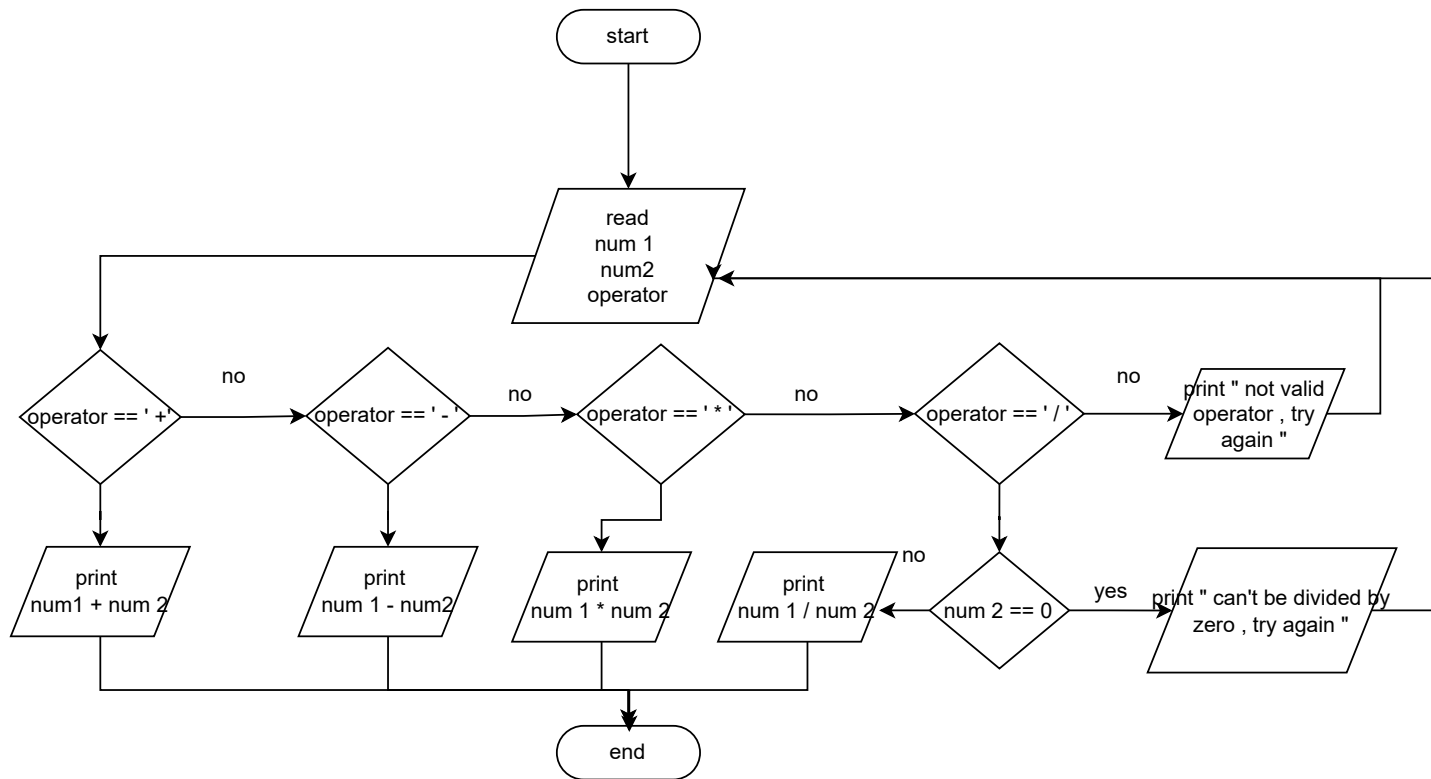 start
read
num 1
num2
operator
no
no
no
no
operator == ' +'
operator == ' - '
operator == ' * '
operator == ' / '
print " not valid
operator , try
again "
print
num1 + num 2
print
num 1 - num2
print
num 1 * num 2
print
num 1 / num 2
no
num 2 == 0
yes
print " can't be divided by
zero , try again "
end